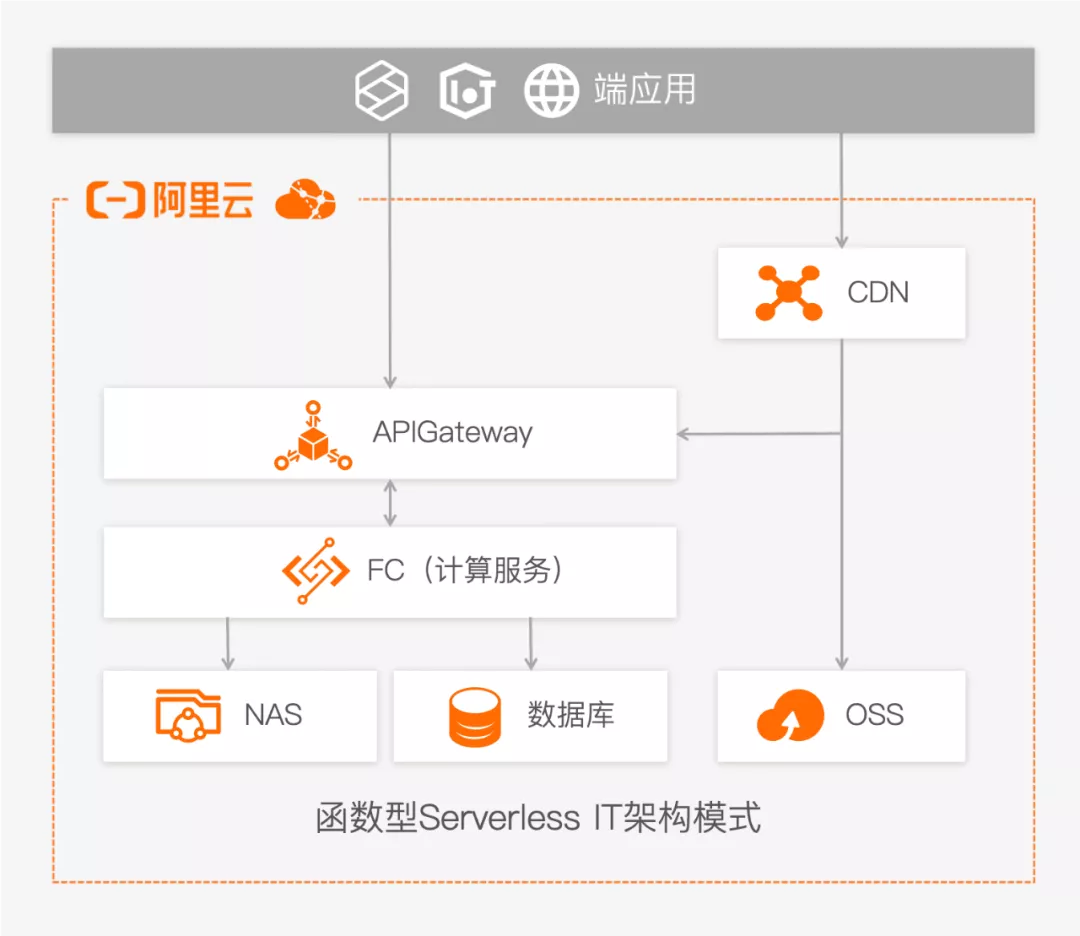 端应用
阿里云
CDN
APIGateway
FC（计算服务）
NAS
数据库
OSS
函数型Serverless IT架构模式